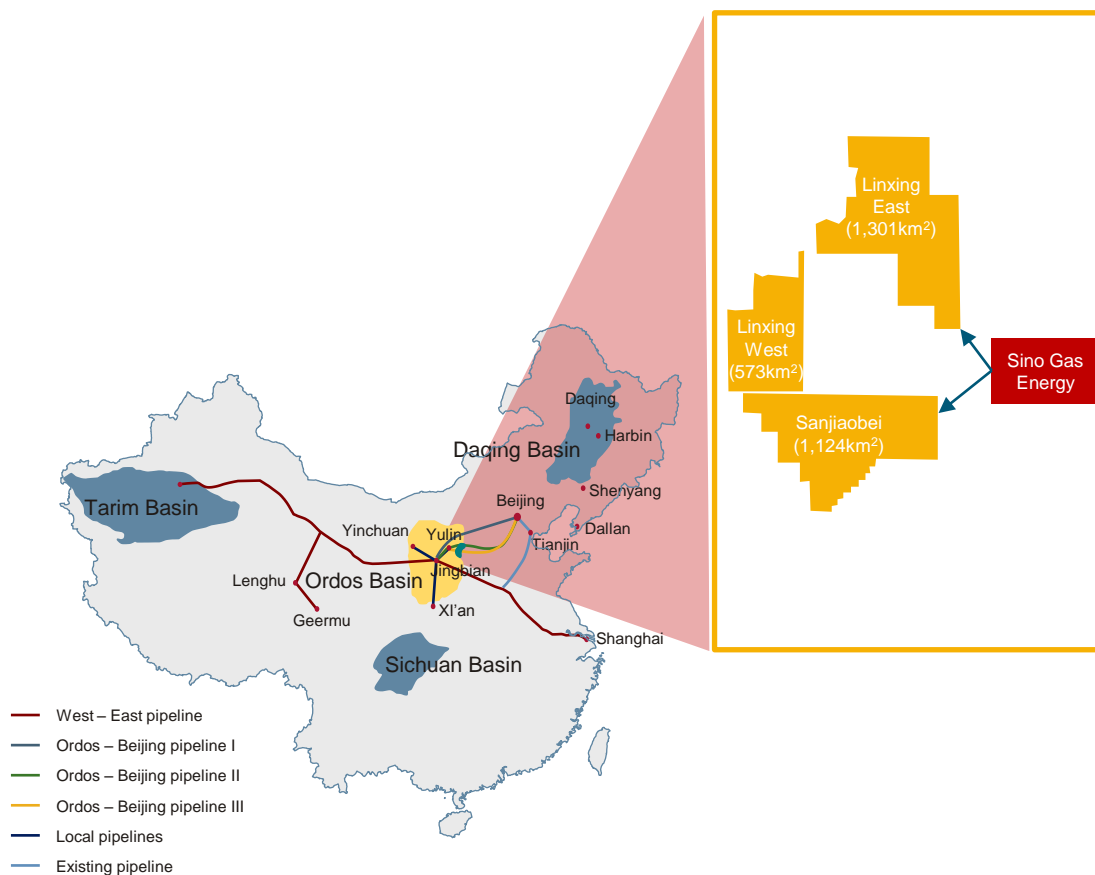 Linxing
East
(1,301km²)
Linxing
West
(573km²)
Sino Gas
Energy
Sanjiaobei
(1,124km²)
Daqing
Harbin
Daqing Basin
Shenyang
Tarim Basin
Beijing
Yinchuan
Yulin
Dallan
Tianjin
Jingbian
Lenghu
Ordos Basin
Geermu
XI'an
Shanghai
Sichuan Basin
West – East pipeline
Ordos – Beijing pipeline I
Ordos – Beijing pipeline II
Ordos – Beijing pipeline III
Local pipelines
Existing pipeline